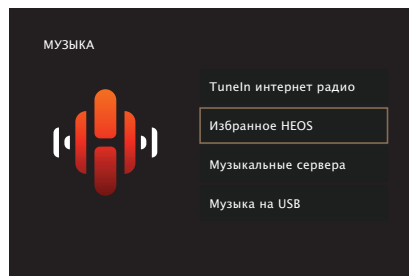 МУЗЫКА
TuneIn интернет радио
Избранное HEOS
Музыкальные сервера
Музыка на USB